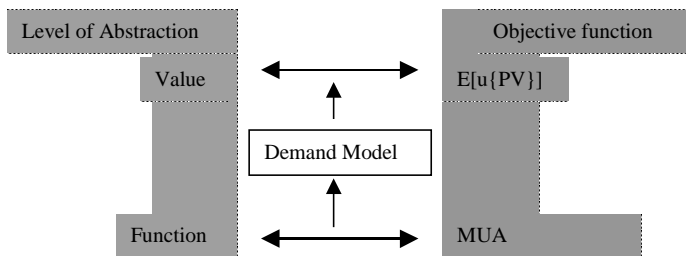 Level of Abstraction
Objective function
Value
E[u{PV}]
Demand Model
Function
MUA